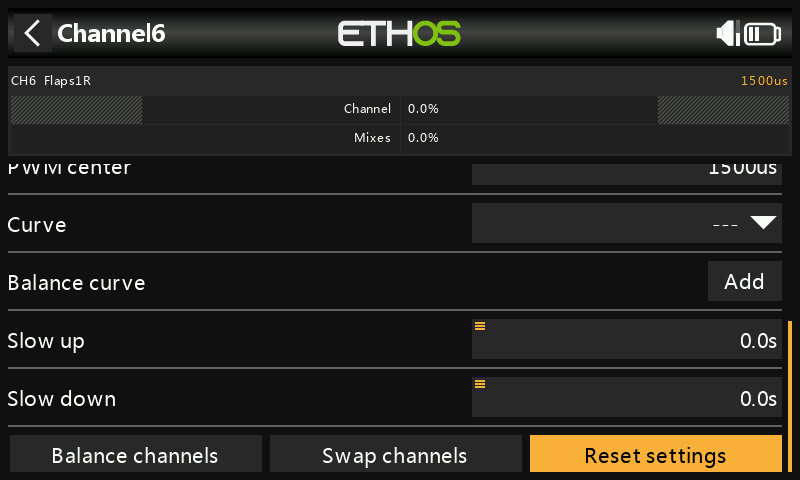 Channel6
ETHOS
CH6 Flaps1R 1500us
Channel 0.0%
Mixes 0.0%
PWM center 1500us
Curve ---
Balance curve Add
Slow up 0.0s
Slow down 0.0s
Balance channels Swap channels Reset settings